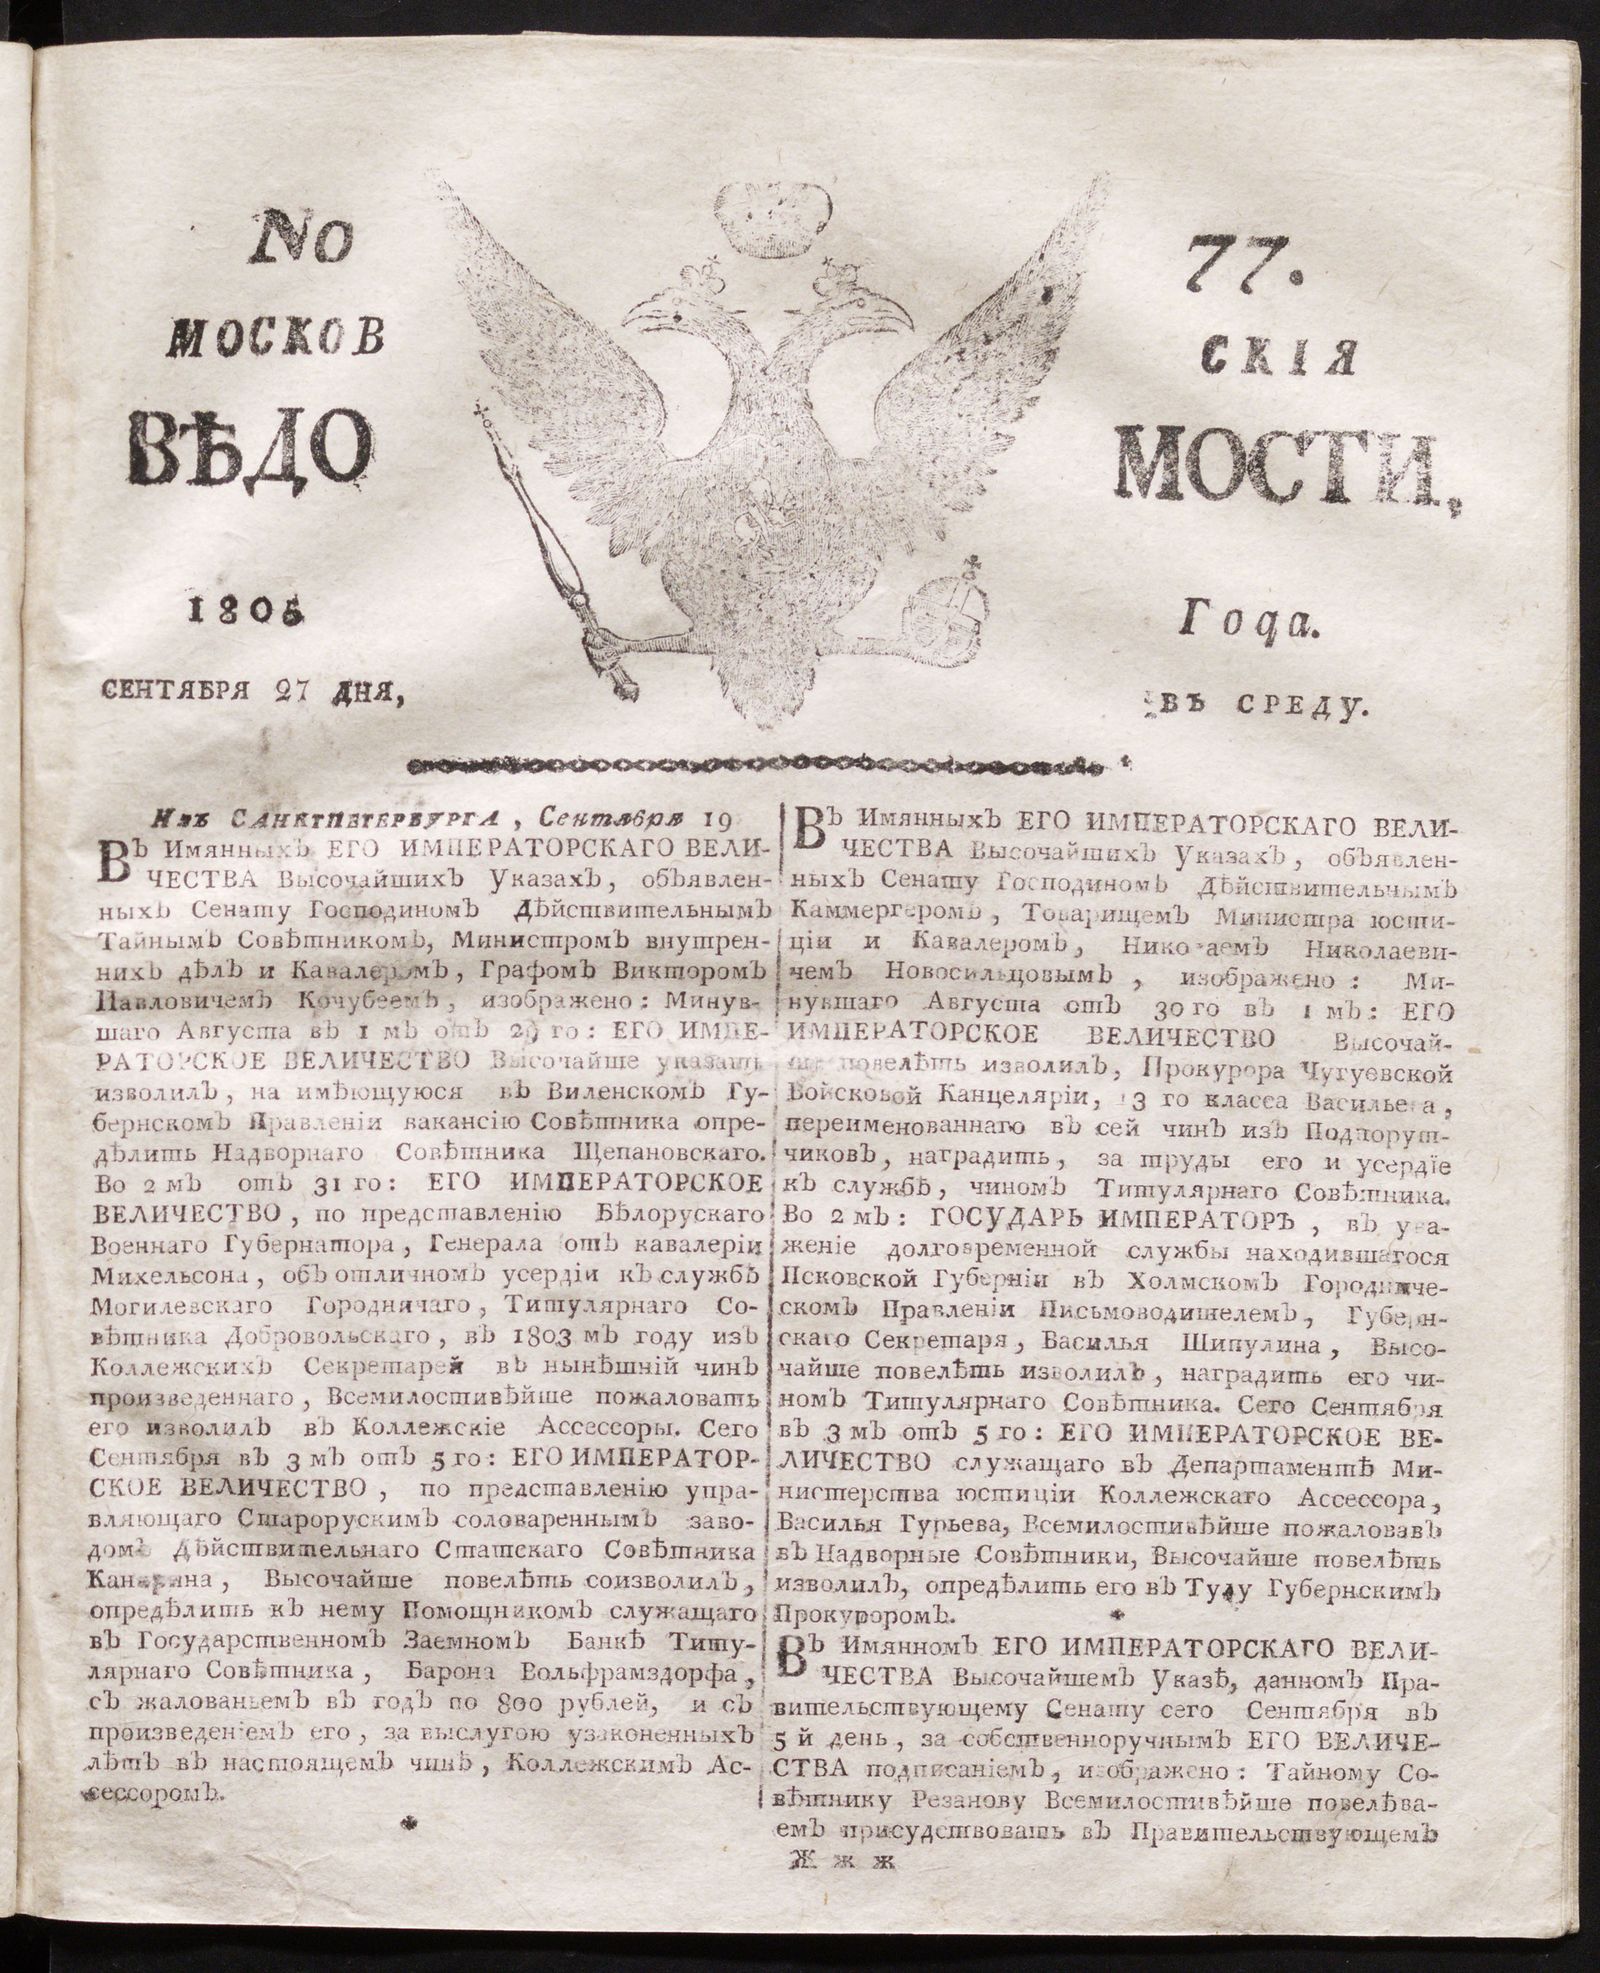 No 77.
МОСКОВ СКІЯ
ВѢДО МОСТИ,
1805 Года.
СЕНТЯБРЯ 27 ДНЯ, ВЪ СРЕДУ.
Изъ САНКТПЕТЕРБУРГА, Сентября 19
ВЪ Имянныхъ ЕГО ИМПЕРАТОРСКАГО ВЕЛИ-
ЧЕСТВА Высочайшихъ Указахъ, объявлен-
ныхъ Сенату Господиномъ Дѣйствительнымъ
Тайнымъ Совѣтникомъ, Министромъ внутрен-
нихъ дѣлъ и Кавалеромъ, Графомъ Викторомъ
Павловичемъ Кочубеемъ, изображено: Минув-
шаго Августа въ 1 мъ отъ 29 го: ЕГО ИМПЕ-
РАТОРСКОЕ ВЕЛИЧЕСТВО Высочайше указать
изволилъ, на имѣющуюся въ Виленскомъ Гу-
бернскомъ Правленіи вакансію Совѣтника опре-
дѣлить Надворнаго Совѣтника Щепановскаго.
Во 2 мъ отъ 31 го: ЕГО ИМПЕРАТОРСКОЕ
ВЕЛИЧЕСТВО, по представленію Бѣлорускаго
Военнаго Губернатора, Генерала отъ кавалеріи
Михельсона, объ отличномъ усердіи къ службѣ
Могилевскаго Городничаго, Титулярнаго Со-
вѣтника Добровольскаго, въ 1803 мъ году изъ
Коллежскихъ Секретарей въ нынѣшній чинъ
произведеннаго, Всемилостивѣйше пожаловать
его изволилъ въ Коллежскіе Ассессоры. Сего
Сентября въ 3 мъ отъ 5 го: ЕГО ИМПЕРАТОР-
СКОЕ ВЕЛИЧЕСТВО, по представленію упра-
вляющаго Старорускимъ соловареннымъ заво-
домъ Дѣйствительнаго Статскаго Совѣтника
Высочайше повелѣть соизволилъ,
опредѣлить къ нему Помощникомъ служащаго
въ Государственномъ Заемномъ Банкѣ Титу-
лярнаго Совѣтника, Барона Вольфрамздорфа,
съ жалованьемъ въ годъ по 800 рублей, и съ
произведеніемъ его, за выслугою узаконенныхъ
лѣтъ въ настоящемъ чинѣ, Коллежскимъ Ас-
сессоромъ.
*
ВЪ Имянныхъ ЕГО ИМПЕРАТОРСКАГО ВЕЛИ-
ЧЕСТВА Высочайшихъ Указахъ, объявлен-
ныхъ Сенату Господиномъ Дѣйствительнымъ
Каммергеромъ, Товарищемъ Министра юсти-
ціи и Кавалеромъ, Николаемъ Николаеви-
чемъ Новосильцовымъ, изображено: Ми-
нувшаго Августа отъ 30 го въ 1 мъ: ЕГО
ИМПЕРАТОРСКОЕ ВЕЛИЧЕСТВО Высочай-
ше повелѣть изволилъ, Прокурора Чугуевской
Войсковой Канцеляріи, 13 го класса Васильева,
переименованнаго въ сей чинъ изъ Подпорут-
чиковъ, наградить, за труды его и усердіе
къ службѣ, чиномъ Титулярнаго Совѣтника.
Во 2 мъ: ГОСУДАРЬ ИМПЕРАТОРЪ, въ ува-
женіе долговременной службы находившагося
Псковской Губерніи въ Холмскомъ Городниче-
скомъ Правленіи Письмоводителемъ, Губерн-
скаго Секретаря, Василья Шипулина, Высо-
чайше повелѣть изволилъ, наградить его чи-
номъ Титулярнаго Совѣтника. Сего Сентября
въ 3 мъ отъ 5 го: ЕГО ИМПЕРАТОРСКОЕ ВЕ-
ЛИЧЕСТВО служащаго въ Департаментѣ Ми-
нистерства юстиціи Коллежскаго Ассессора,
Василья Гурьева, Всемилостивѣйше пожаловавъ
въ Надворные Совѣтники, Высочайше повелѣть
изволилъ, опредѣлить его въ Тулу Губернскимъ
Прокуроромъ.
*
ВЪ Имянномъ ЕГО ИМПЕРАТОРСКАГО ВЕЛИ-
ЧЕСТВА Высочайшемъ Указѣ, данномъ Пра-
вительствующему Сенату сего Сентября въ
5 й день, за собственноручнымъ ЕГО ВЕЛИЧЕ-
СТВА подписаніемъ, изображено: Тайному Со-
вѣтнику Резанову Всемилостивѣйше повелѣва-
емъ присудствовать въ Правительствующемъ
Ж ж ж